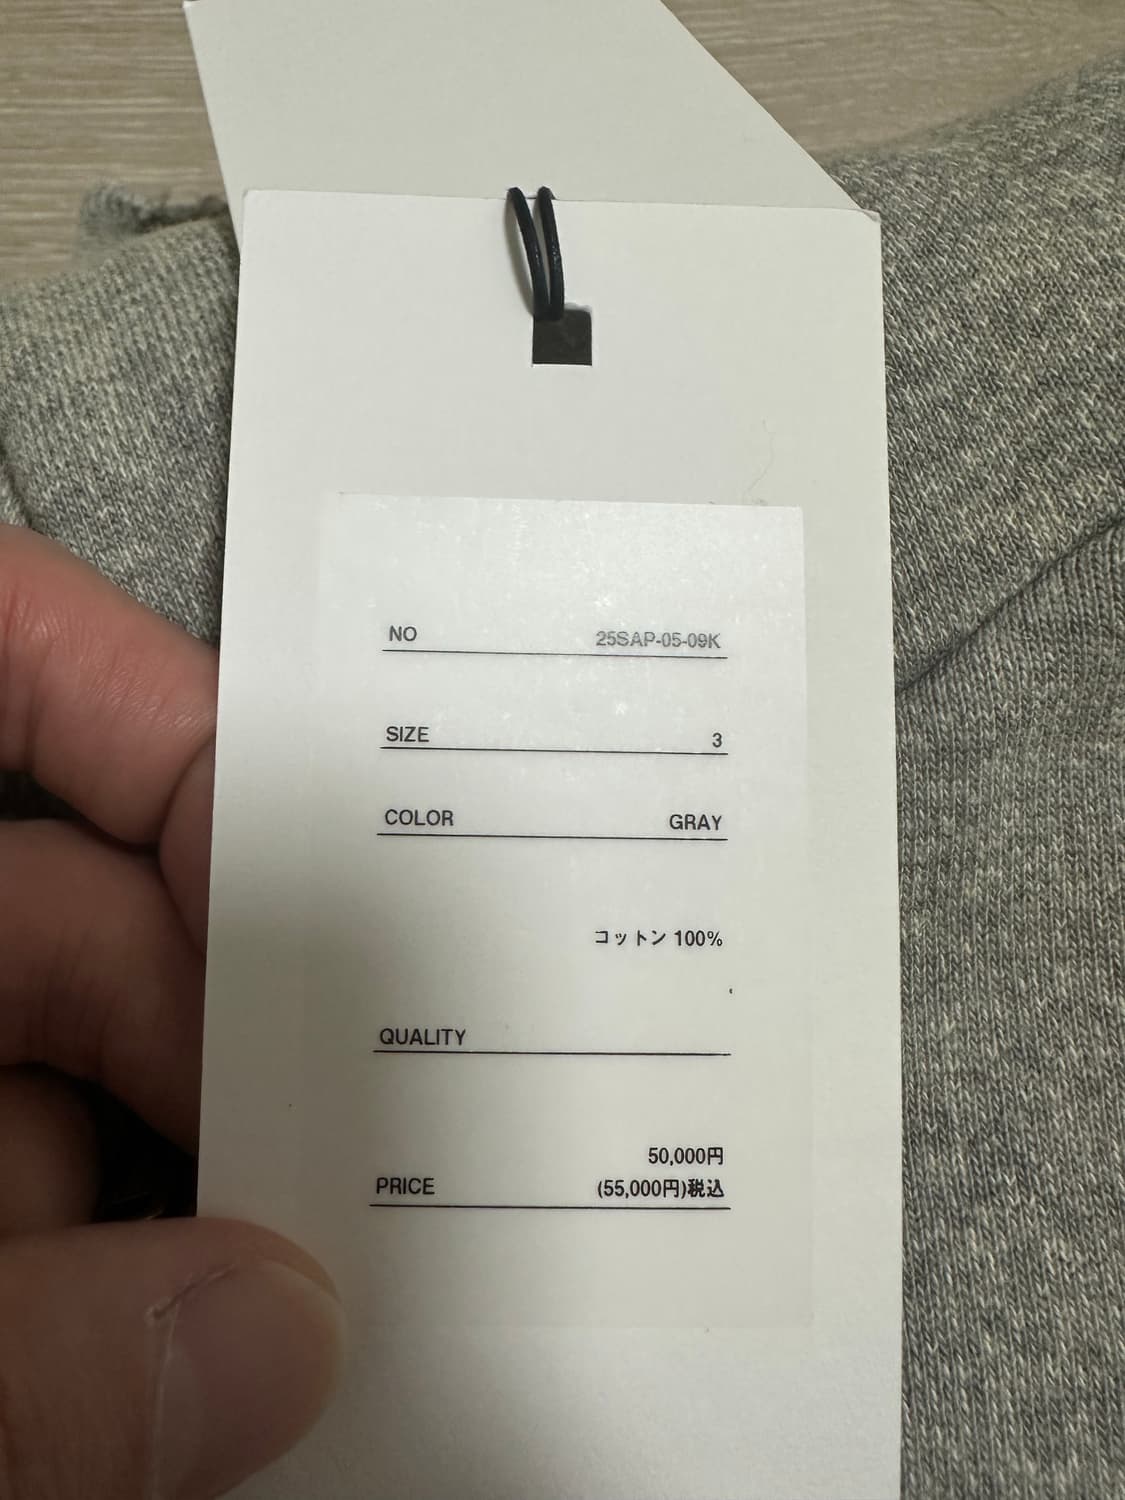 NO 25SAP-05-09K
SIZE 3
COLOR GRAY
コットン 100%
QUALITY
50,000円
PRICE (55,000円)税込